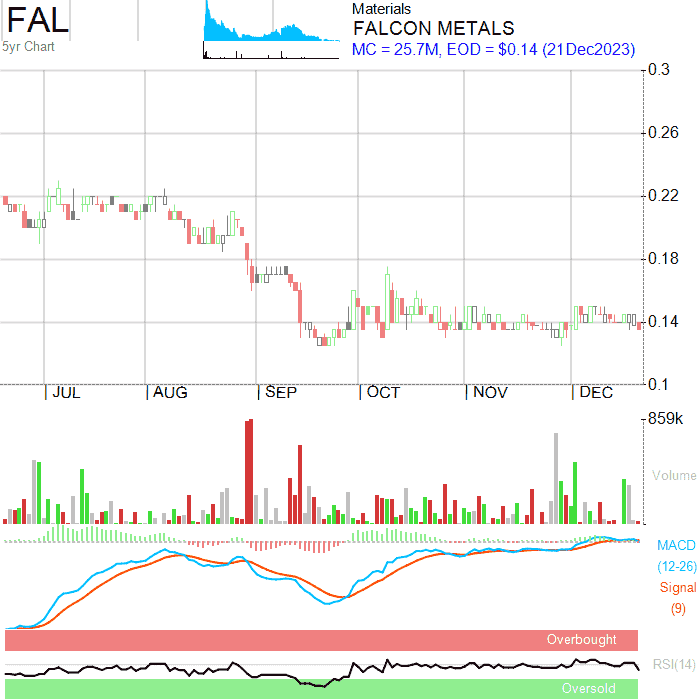 FAL
5yr Chart
Materials
FALCON METALS
MC = 25.7M, EOD = $0.14 (21Dec2023)
0.3
0.26
0.22
0.18
0.14
0.1
JUL AUG SEP OCT NOV DEC
859k
Volume
MACD
(12-26)
Signal
(9)
Overbought
RSI(14)
Oversold